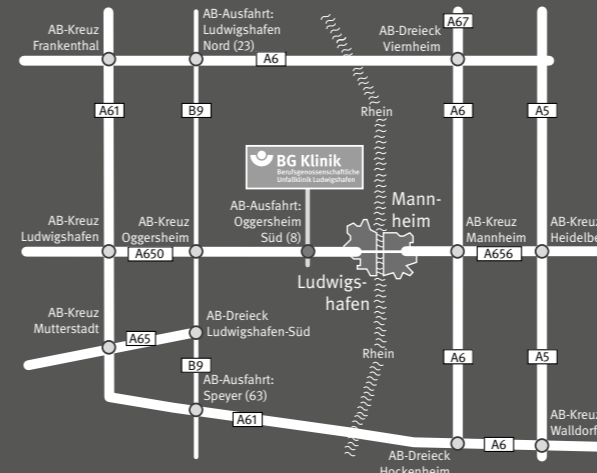 AB-Kreuz
Frankenthal
AB-Ausfahrt:
Ludwigshafen
Nord (23)
A6
AB-Dreieck
Viernheim
A67
A61
B9
Rhein
A6
A5
BG Klinik
Berufsgenossenschaftliche
Unfallklinik Ludwigshafen
AB-Kreuz
Ludwigshafen
AB-Kreuz
Oggersheim
A650
AB-Ausfahrt:
Oggersheim
Süd (8)
Mann-
heim
Ludwigs-
hafen
AB-Kreuz
Mannheim
A656
AB-Kreuz
Heidelbe
AB-Kreuz
Mutterstadt
A65
AB-Dreieck
Ludwigshafen-Süd
B9
Rhein
A6
A5
AB-Ausfahrt:
Speyer (63)
A61
AB-Dreieck
Hockenheim
A6
AB-Kreuz
Walldorf